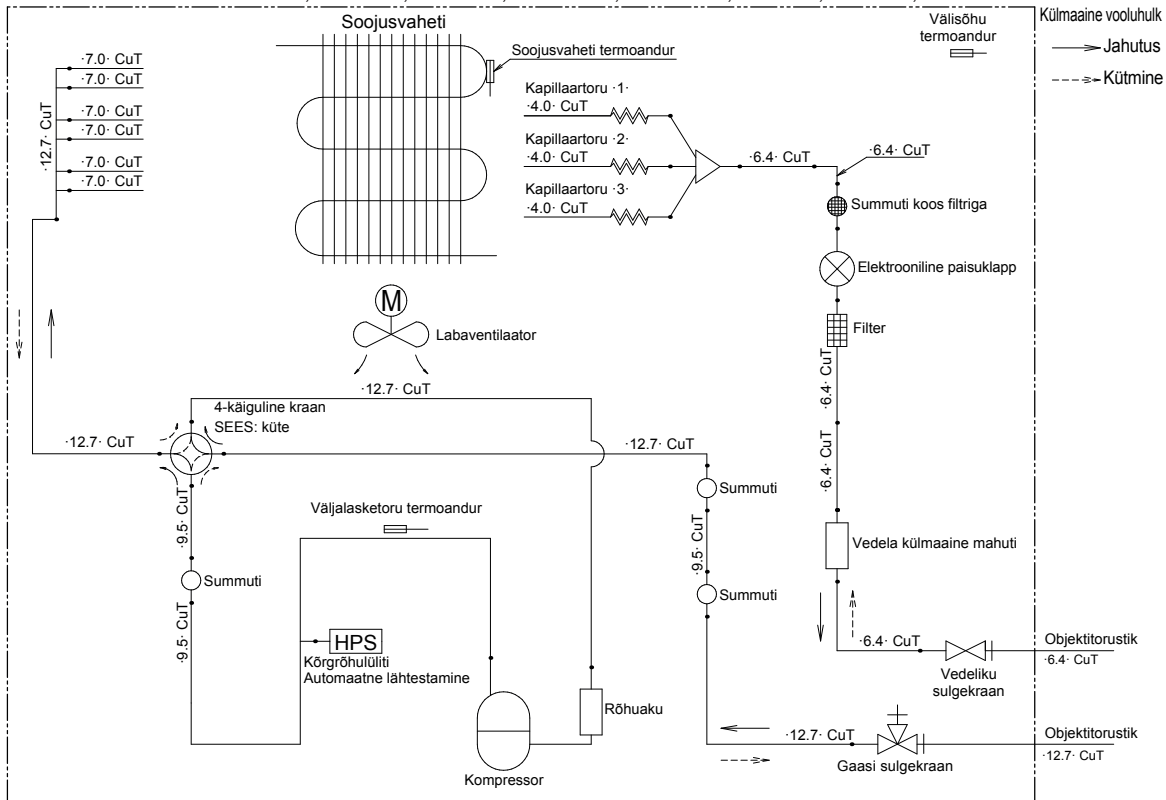 Soojusvaheti
Välisõhu
termoandur
Külmaaine vooluhulk
Jahutus
Kütmine
·7.0· CuT
·7.0· CuT
·7.0· CuT
·7.0· CuT
·7.0· CuT
·7.0· CuT
·12.7· CuT
Soojusvaheti termoandur
Kapillaartoru ·1·
·4.0· CuT
Kapillaartoru ·2·
·4.0· CuT
Kapillaartoru ·3·
·4.0· CuT
·6.4· CuT
·6.4· CuT
Summuti koos filtriga
Elektrooniline paisuklapp
Filter
·6.4· CuT
·6.4· CuT
M
Labaventilaator
·12.7· CuT
4-käiguline kraan
SEES: küte
·12.7· CuT
·12.7· CuT
·9.5· CuT
Summuti
·9.5· CuT
Väljalasketoru termoandur
HPS
Kõrgrõhulüliti
Automaatne lähtestamine
Kompressor
Rõhuaku
Summuti
·9.5· CuT
Summuti
Vedela külmaaine mahuti
·6.4· CuT
Vedeliku
sulgekraan
Objektitorustik
·6.4· CuT
·12.7· CuT
Gaasi sulgekraan
Objektitorustik
·12.7· CuT